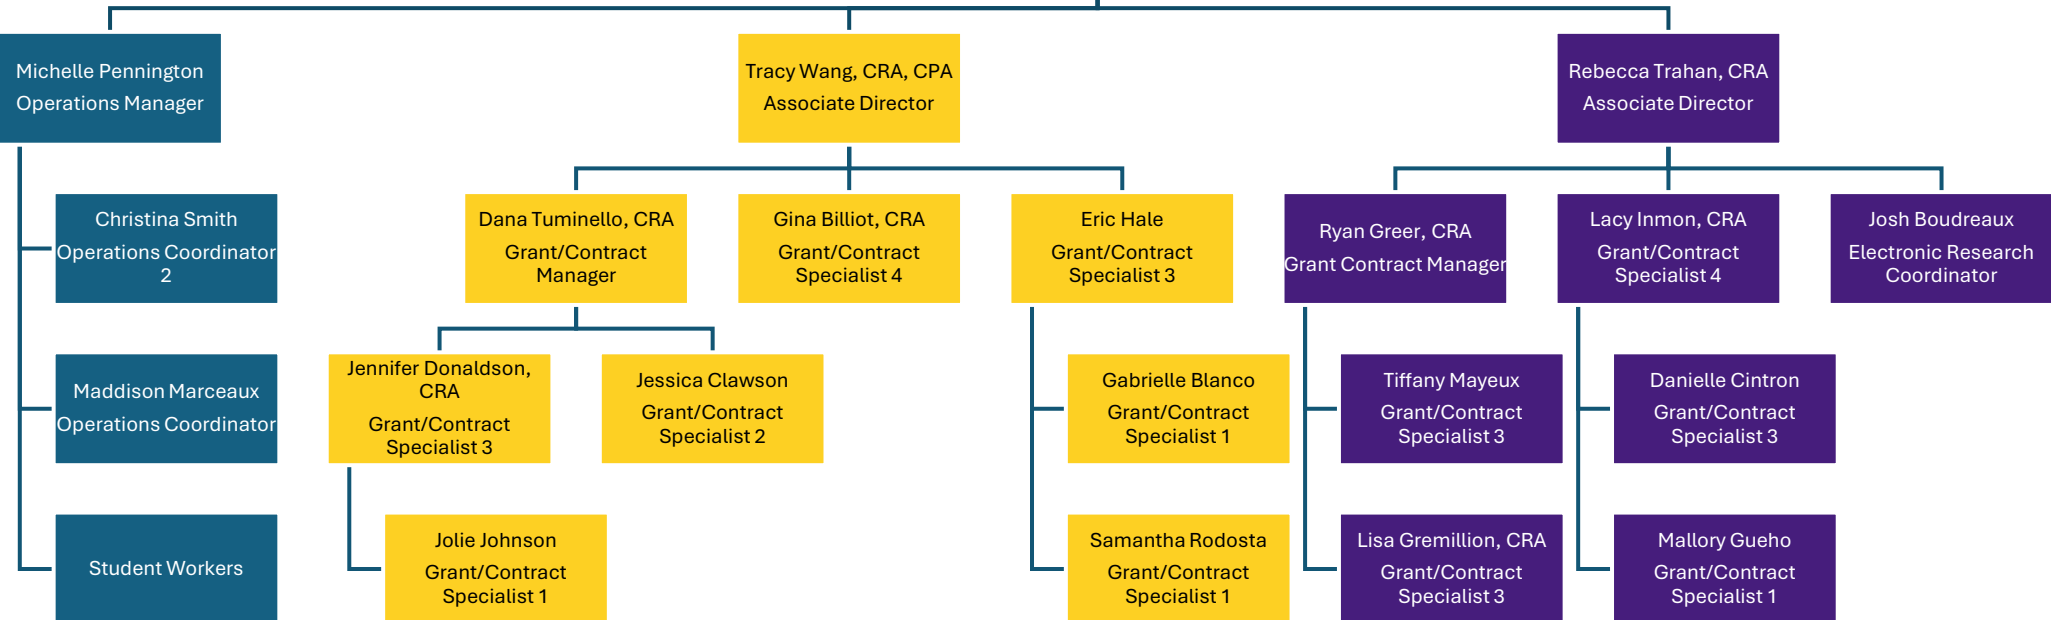 Michelle Pennington
Operations Manager
Tracy Wang, CRA, CPA
Associate Director
Rebecca Trahan, CRA
Associate Director
Christina Smith
Operations Coordinator
2
Dana Tuminello, CRA
Grant/Contract
Manager
Gina Billiot, CRA
Grant/Contract
Specialist 4
Eric Hale
Grant/Contract
Specialist 3
Ryan Greer, CRA
Grant Contract Manager
Lacy Inmon, CRA
Grant/Contract
Specialist 4
Josh Boudreaux
Electronic Research
Coordinator
Maddison Marceaux
Operations Coordinator
Jennifer Donaldson,
CRA
Grant/Contract
Specialist 3
Jessica Clawson
Grant/Contract
Specialist 2
Gabrielle Blanco
Grant/Contract
Specialist 1
Tiffany Mayeux
Grant/Contract
Specialist 3
Danielle Cintron
Grant/Contract
Specialist 3
Student Workers
Jolie Johnson
Grant/Contract
Specialist 1
Samantha Rodosta
Grant/Contract
Specialist 1
Lisa Gremillion, CRA
Grant/Contract
Specialist 3
Mallory Gueho
Grant/Contract
Specialist 1